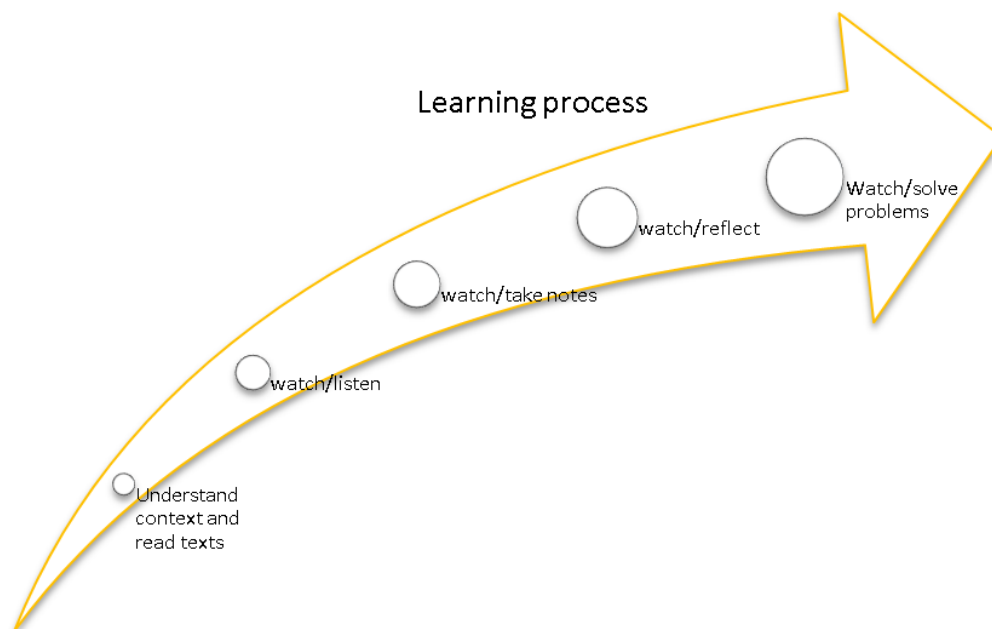 Learning process
Watch/solve
problems
watch/reflect
watch/take notes
watch/listen
Understand
context and
read texts